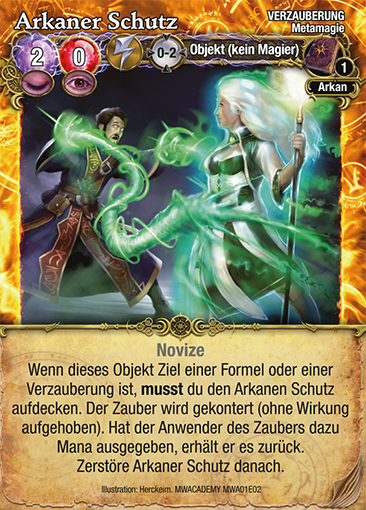 Arkaner Schutz
VERZAUBERUNG
Metamagie
2
0
0-2
Objekt (kein Magier)
1
Arkan
Novize
Wenn dieses Objekt Ziel einer Formel oder einer
Verzauberung ist, musst du den Arkanen Schutz
aufdecken. Der Zauber wird gekontert (ohne Wirkung
aufgehoben). Hat der Anwender des Zaubers dazu
Mana ausgegeben, erhält er es zurück.
Zerstöre Arkaner Schutz danach.
Illustration: Herckeim. MWACADEMY MWA01E02